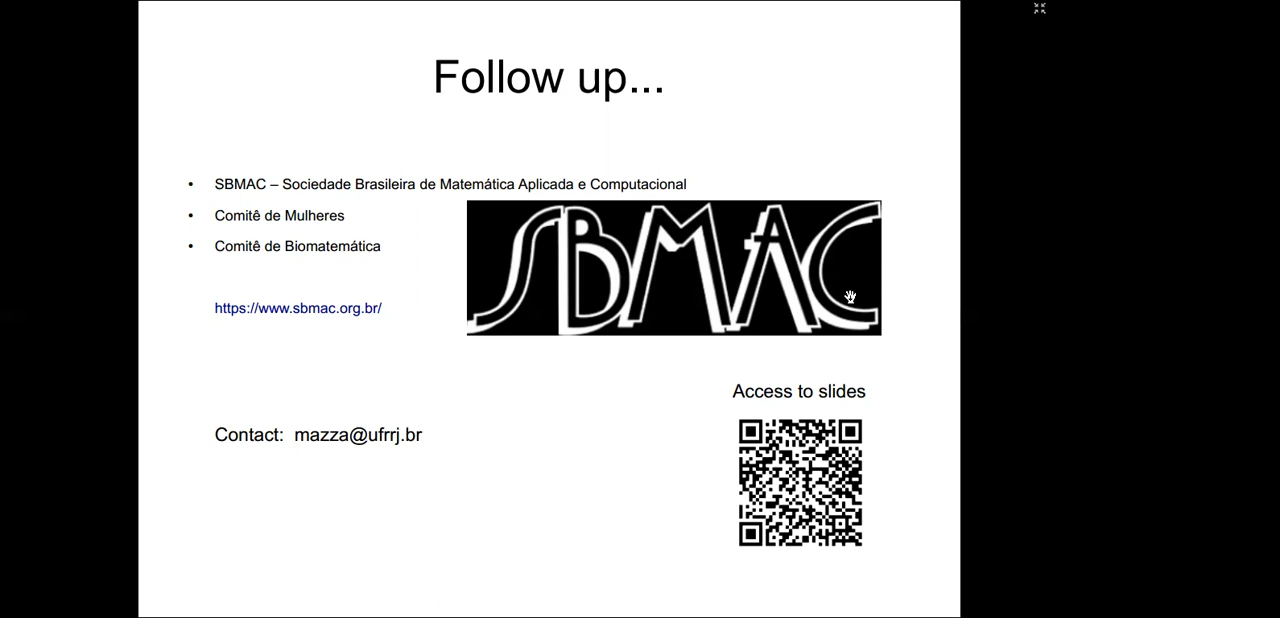 Follow up...
• SBMAC – Sociedade Brasileira de Matemática Aplicada e Computacional
• Comitê de Mulheres
• Comitê de Biomatemática
SBMAC
https://www.sbmac.org.br/
Access to slides
Contact: mazza@ufrrj.br